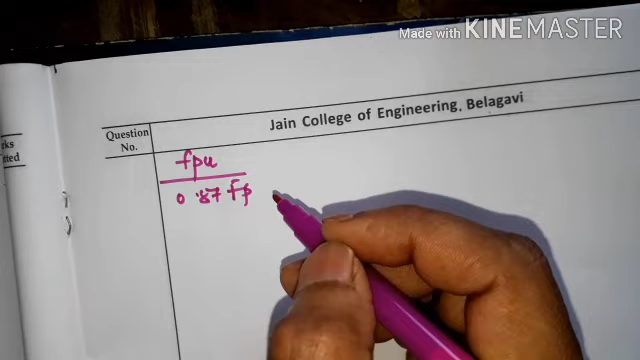 Made with KINEMASTER
Jain College of Engineering, Belagavi
Question
No.
fpu
0.87 fp